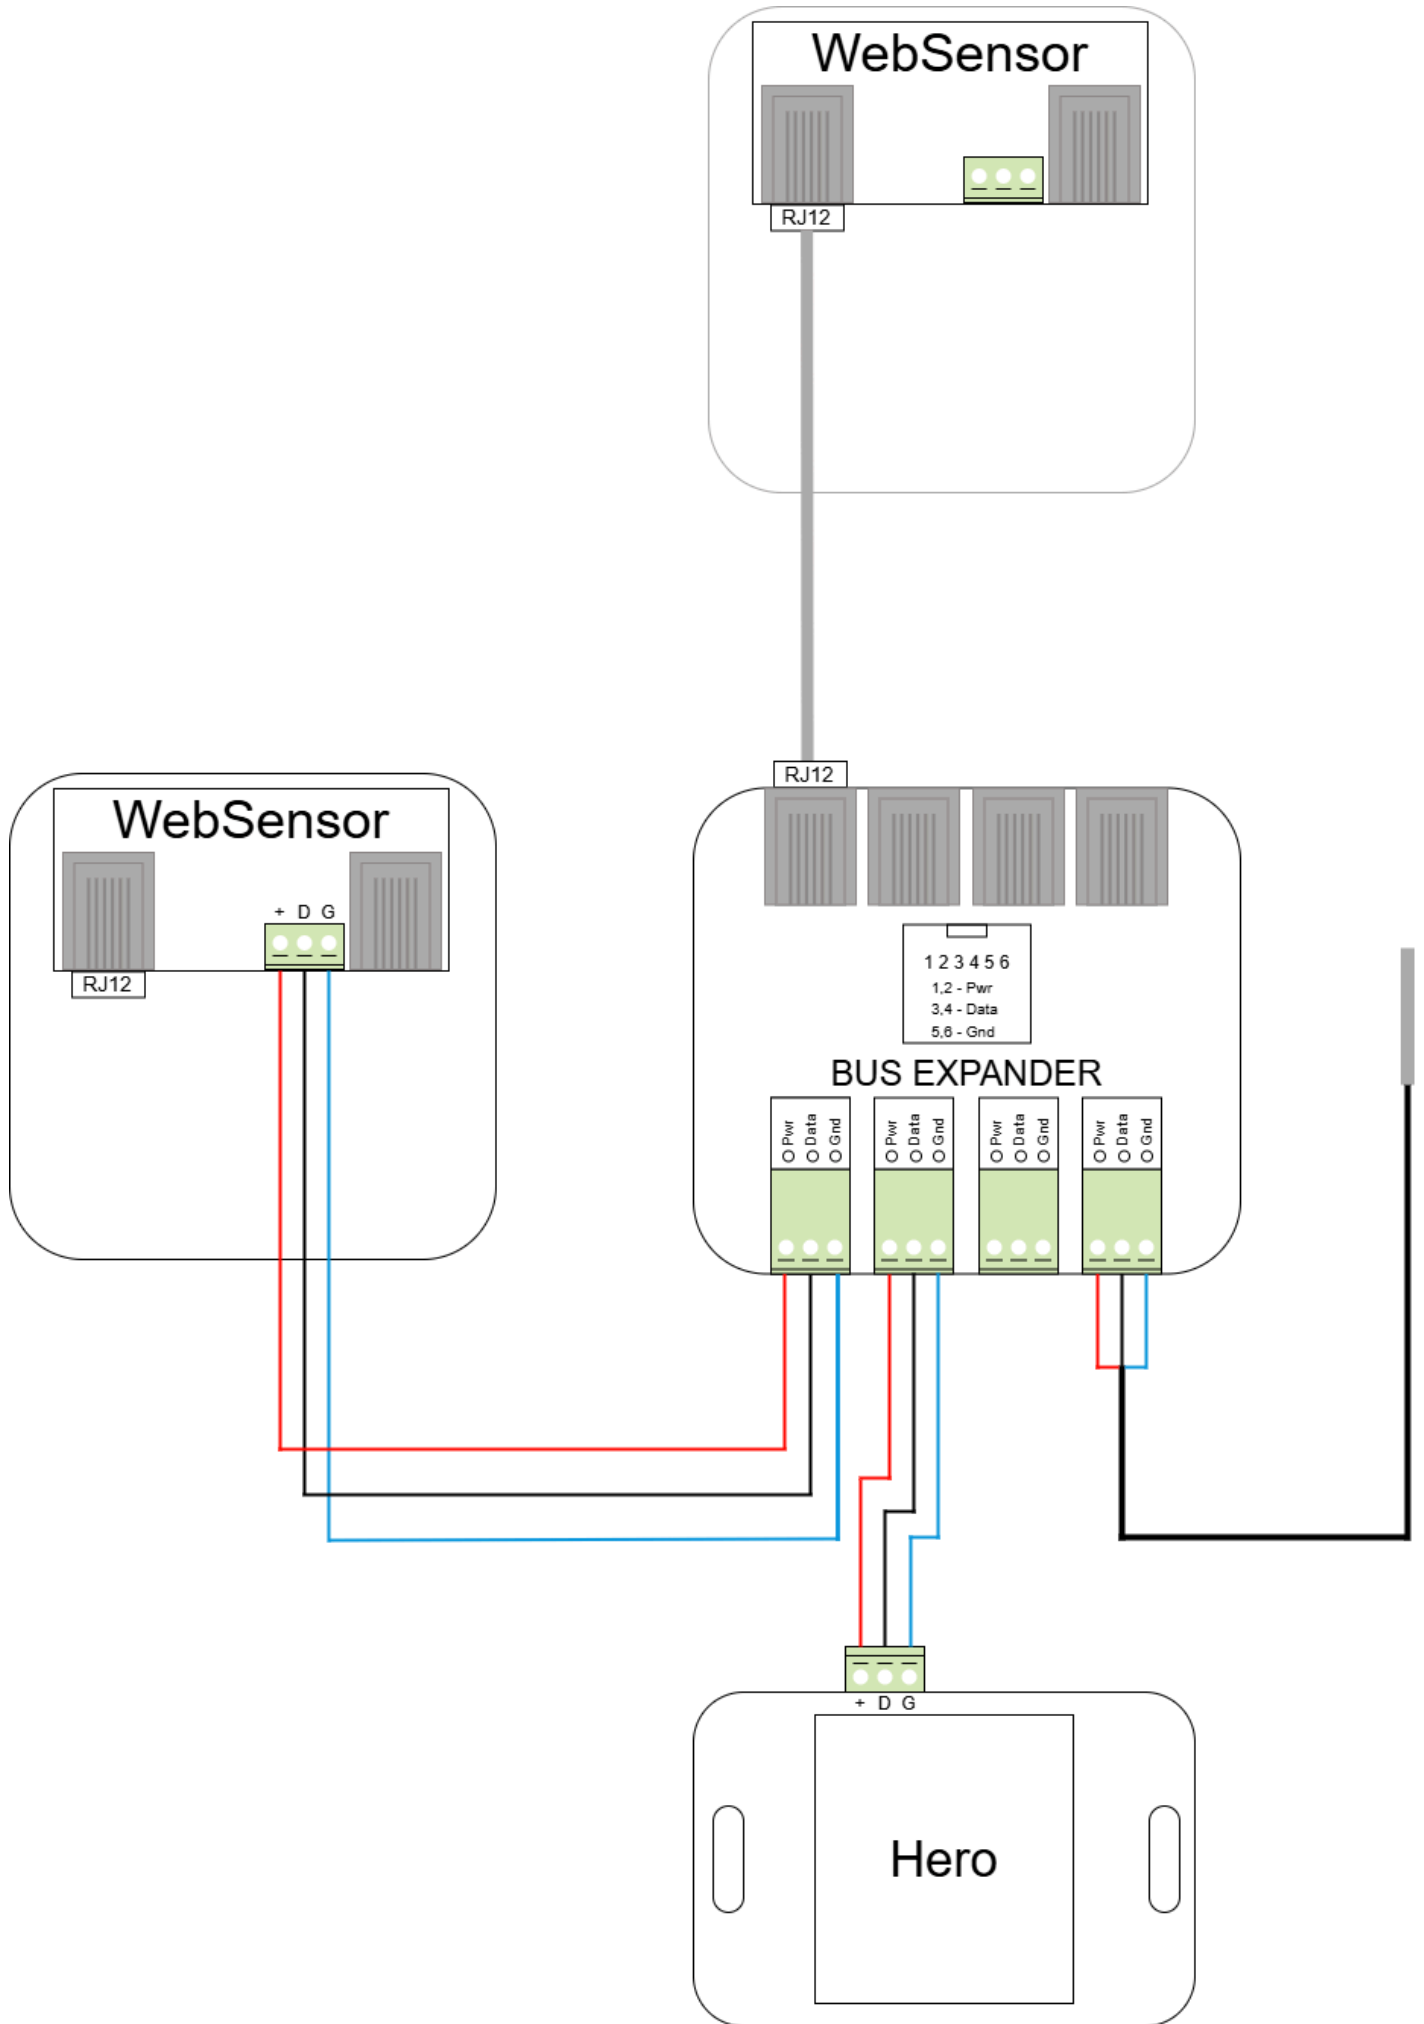 WebSensor
RJ12
RJ12
WebSensor
+ D G
RJ12
1 2 3 4 5 6
1,2 - Pwr
3,4 - Data
5,6 - Gnd
BUS EXPANDER
Pwr Data Gnd
Pwr Data Gnd
Pwr Data Gnd
Pwr Data Gnd
+ D G
Hero